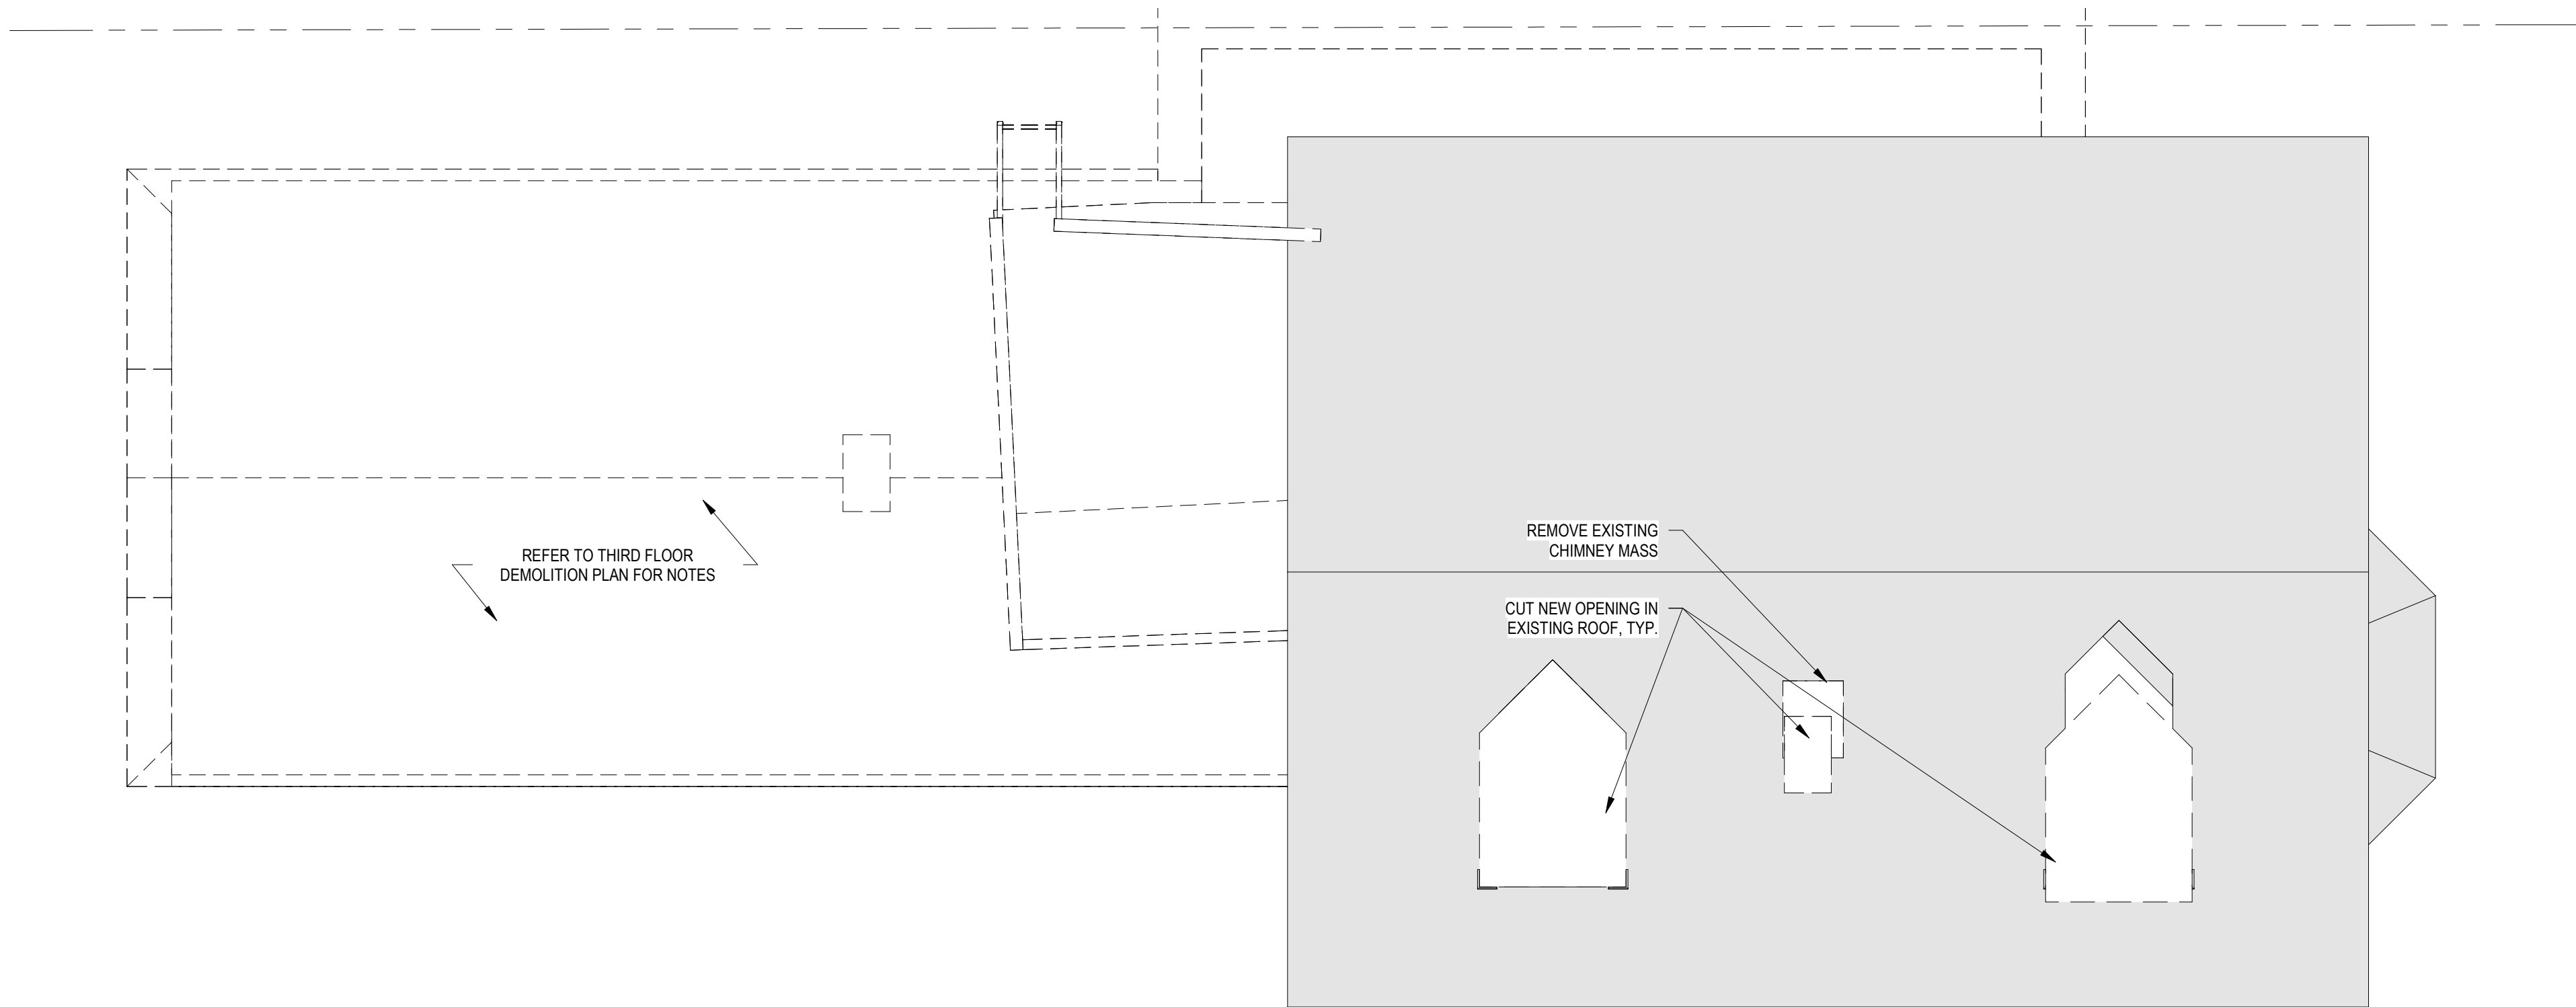 REFER TO THIRD FLOOR
DEMOLITION PLAN FOR NOTES
REMOVE EXISTING
CHIMNEY MASS
CUT NEW OPENING IN
EXISTING ROOF, TYP.